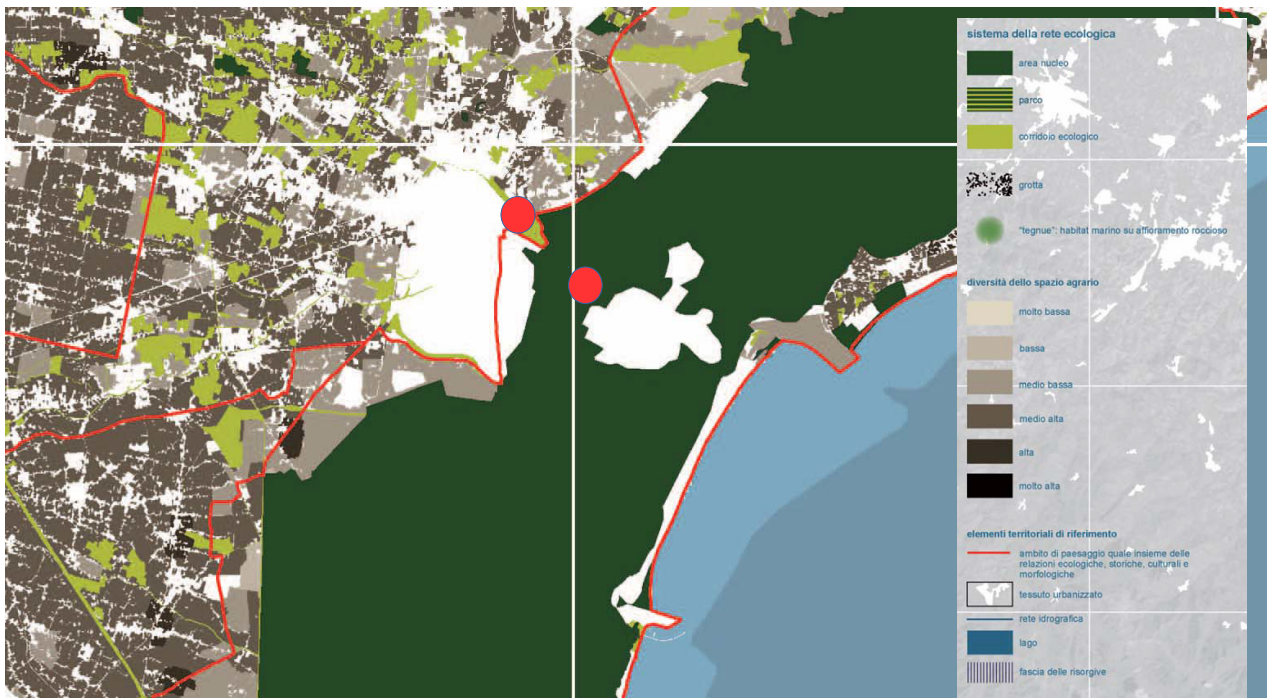 sistema della rete ecologica
area nucleo
parco
corridoio ecologico
grotta
"tegnue": habitat marino su affioramento roccioso
diversità dello spazio agrario
molto bassa
bassa
medio bassa
medio alta
alta
molto alta
elementi territoriali di riferimento
ambito di paesaggio quale insieme delle
relazioni ecologiche, storiche, culturali e
morfologiche
tessuto urbanizzato
rete idrografica
lago
fascia delle risorgive